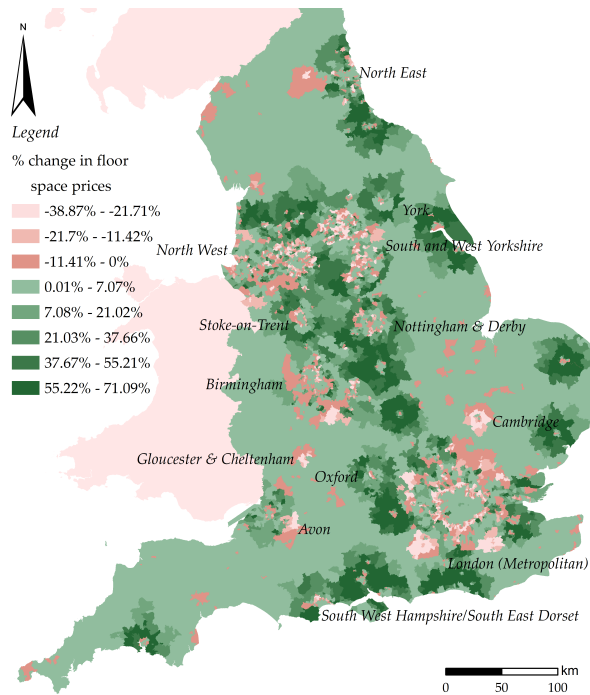 N
North East
Legend
% change in floor
space prices
-38.87% - -21.71%
-21.7% - -11.42%
-11.41% - 0%
0.01% - 7.07%
7.08% - 21.02%
21.03% - 37.66%
37.67% - 55.21%
55.22% - 71.09%
York
North West
South and West Yorkshire
Stoke-on-Trent
Nottingham & Derby
Birmingham
Cambridge
Gloucester & Cheltenham
Oxford
Avon
London (Metropolitan)
South West Hampshire/South East Dorset
km
0 50 100